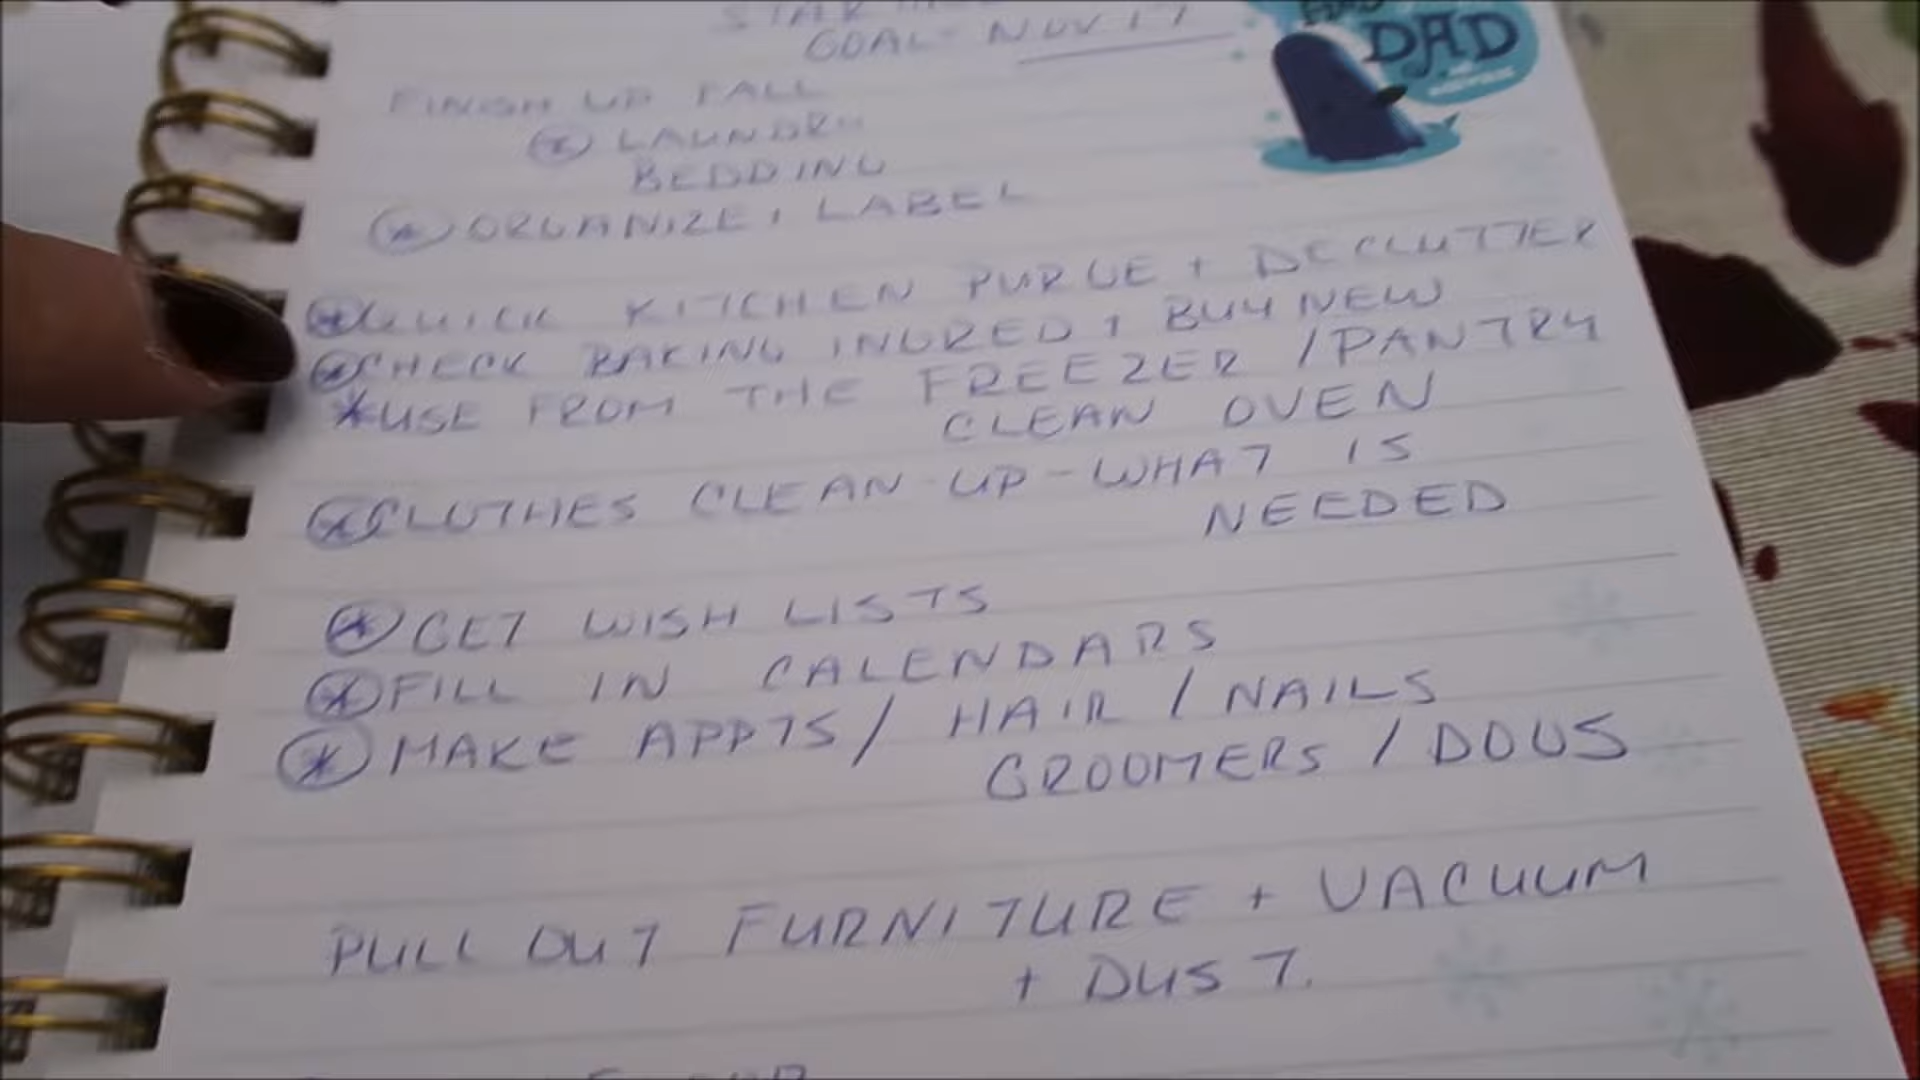 GOAL - NOV 17
DAD
FINISH UP FALL
LAUNDRY
BEDDING
* ORGANIZE + LABEL
* QUICK KITCHEN PURGE + DECLUTTER
* CHECK BAKING INGRED + BUY NEW
* USE FROM THE FREEZER / PANTRY
CLEAN OVEN
* CLOTHES CLEAN-UP - WHAT IS
NEEDED
* GET WISH LISTS
* FILL IN CALENDARS
* MAKE APPTS / HAIR / NAILS
GROOMERS / DOGS
PULL OUT FURNITURE + VACUUM
+ DUST.